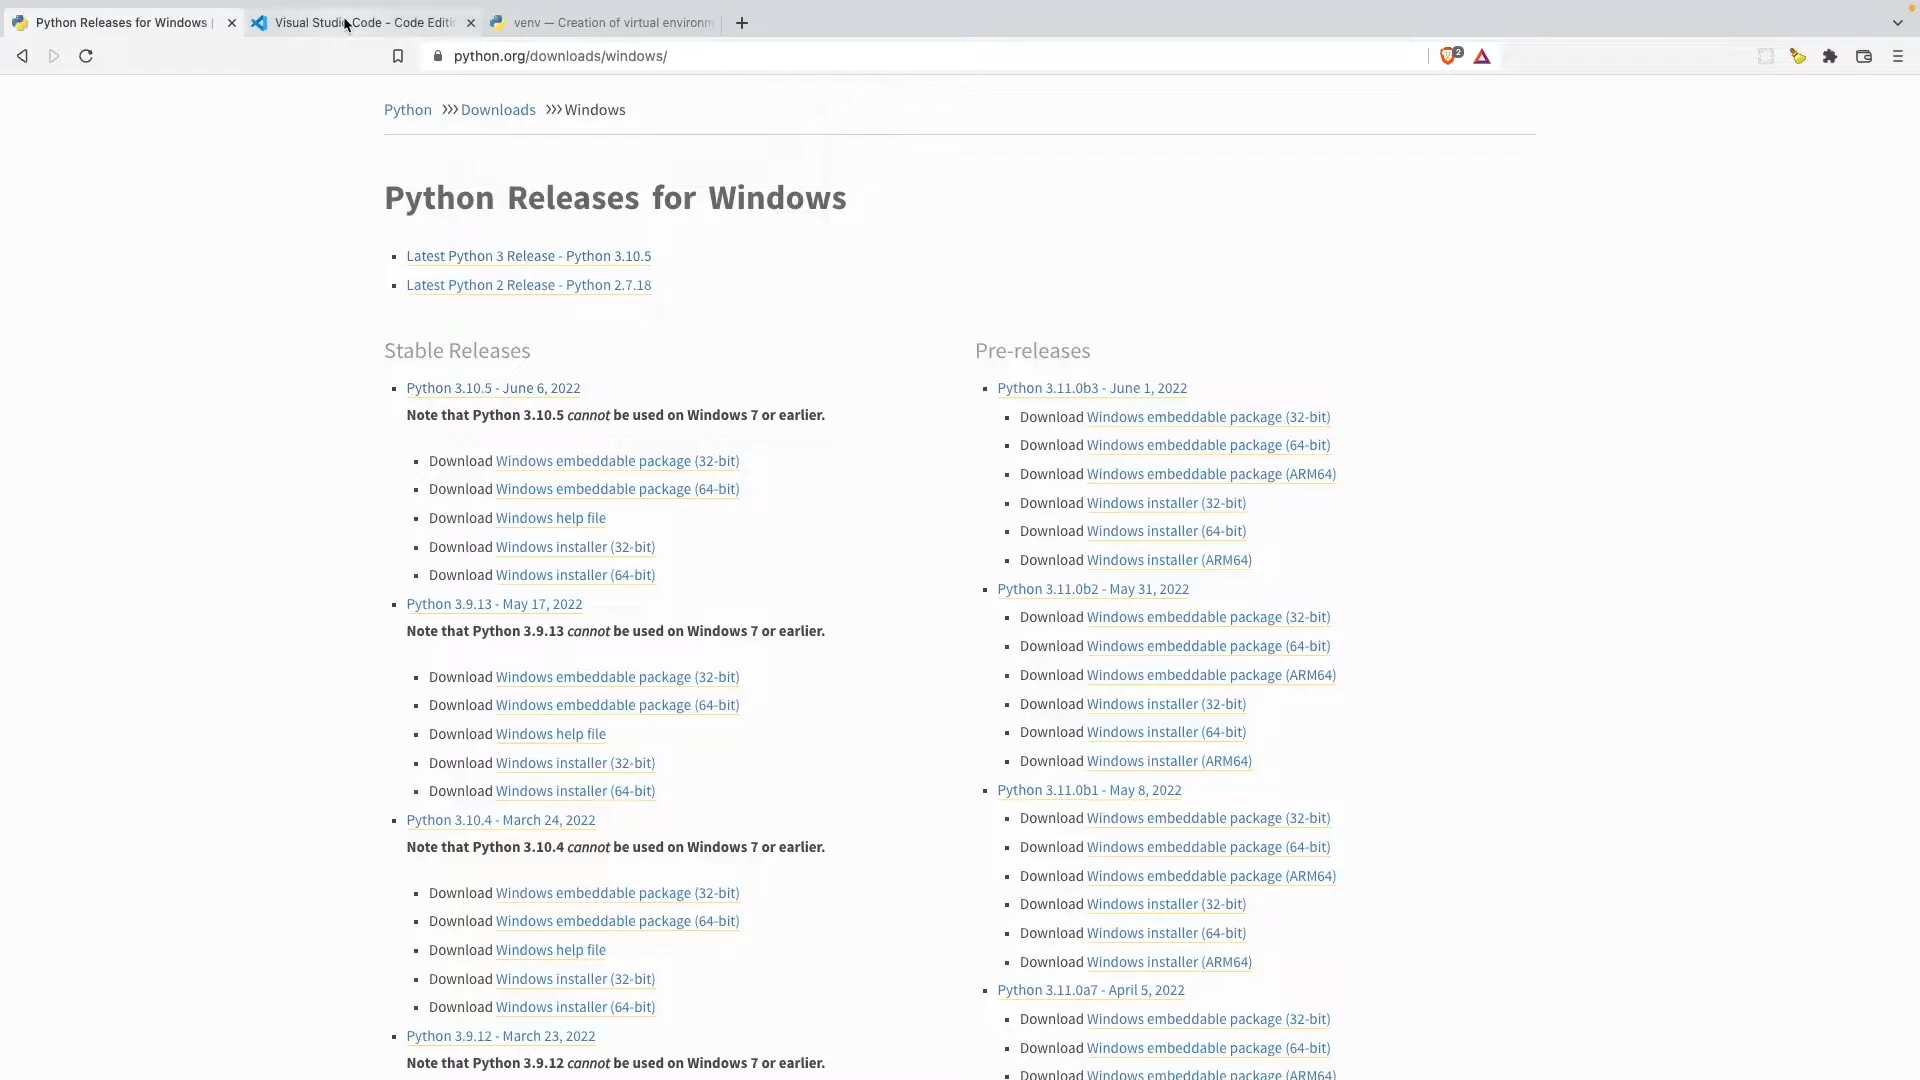 Python Releases for Windows |
Visual Studio Code - Code Editi
venv — Creation of virtual environm
python.org/downloads/windows/
2
Python >>> Downloads >>> Windows
Python Releases for Windows
Latest Python 3 Release - Python 3.10.5
Latest Python 2 Release - Python 2.7.18
Stable Releases
Python 3.10.5 - June 6, 2022
Note that Python 3.10.5 cannot be used on Windows 7 or earlier.
Download Windows embeddable package (32-bit)
Download Windows embeddable package (64-bit)
Download Windows help file
Download Windows installer (32-bit)
Download Windows installer (64-bit)
Python 3.9.13 - May 17, 2022
Note that Python 3.9.13 cannot be used on Windows 7 or earlier.
Download Windows embeddable package (32-bit)
Download Windows embeddable package (64-bit)
Download Windows help file
Download Windows installer (32-bit)
Download Windows installer (64-bit)
Python 3.10.4 - March 24, 2022
Note that Python 3.10.4 cannot be used on Windows 7 or earlier.
Download Windows embeddable package (32-bit)
Download Windows embeddable package (64-bit)
Download Windows help file
Download Windows installer (32-bit)
Download Windows installer (64-bit)
Python 3.9.12 - March 23, 2022
Note that Python 3.9.12 cannot be used on Windows 7 or earlier.
Pre-releases
Python 3.11.0b3 - June 1, 2022
Download Windows embeddable package (32-bit)
Download Windows embeddable package (64-bit)
Download Windows embeddable package (ARM64)
Download Windows installer (32-bit)
Download Windows installer (64-bit)
Download Windows installer (ARM64)
Python 3.11.0b2 - May 31, 2022
Download Windows embeddable package (32-bit)
Download Windows embeddable package (64-bit)
Download Windows embeddable package (ARM64)
Download Windows installer (32-bit)
Download Windows installer (64-bit)
Download Windows installer (ARM64)
Python 3.11.0b1 - May 8, 2022
Download Windows embeddable package (32-bit)
Download Windows embeddable package (64-bit)
Download Windows embeddable package (ARM64)
Download Windows installer (32-bit)
Download Windows installer (64-bit)
Download Windows installer (ARM64)
Python 3.11.0a7 - April 5, 2022
Download Windows embeddable package (32-bit)
Download Windows embeddable package (64-bit)
Download Windows embeddable package (ARM64)